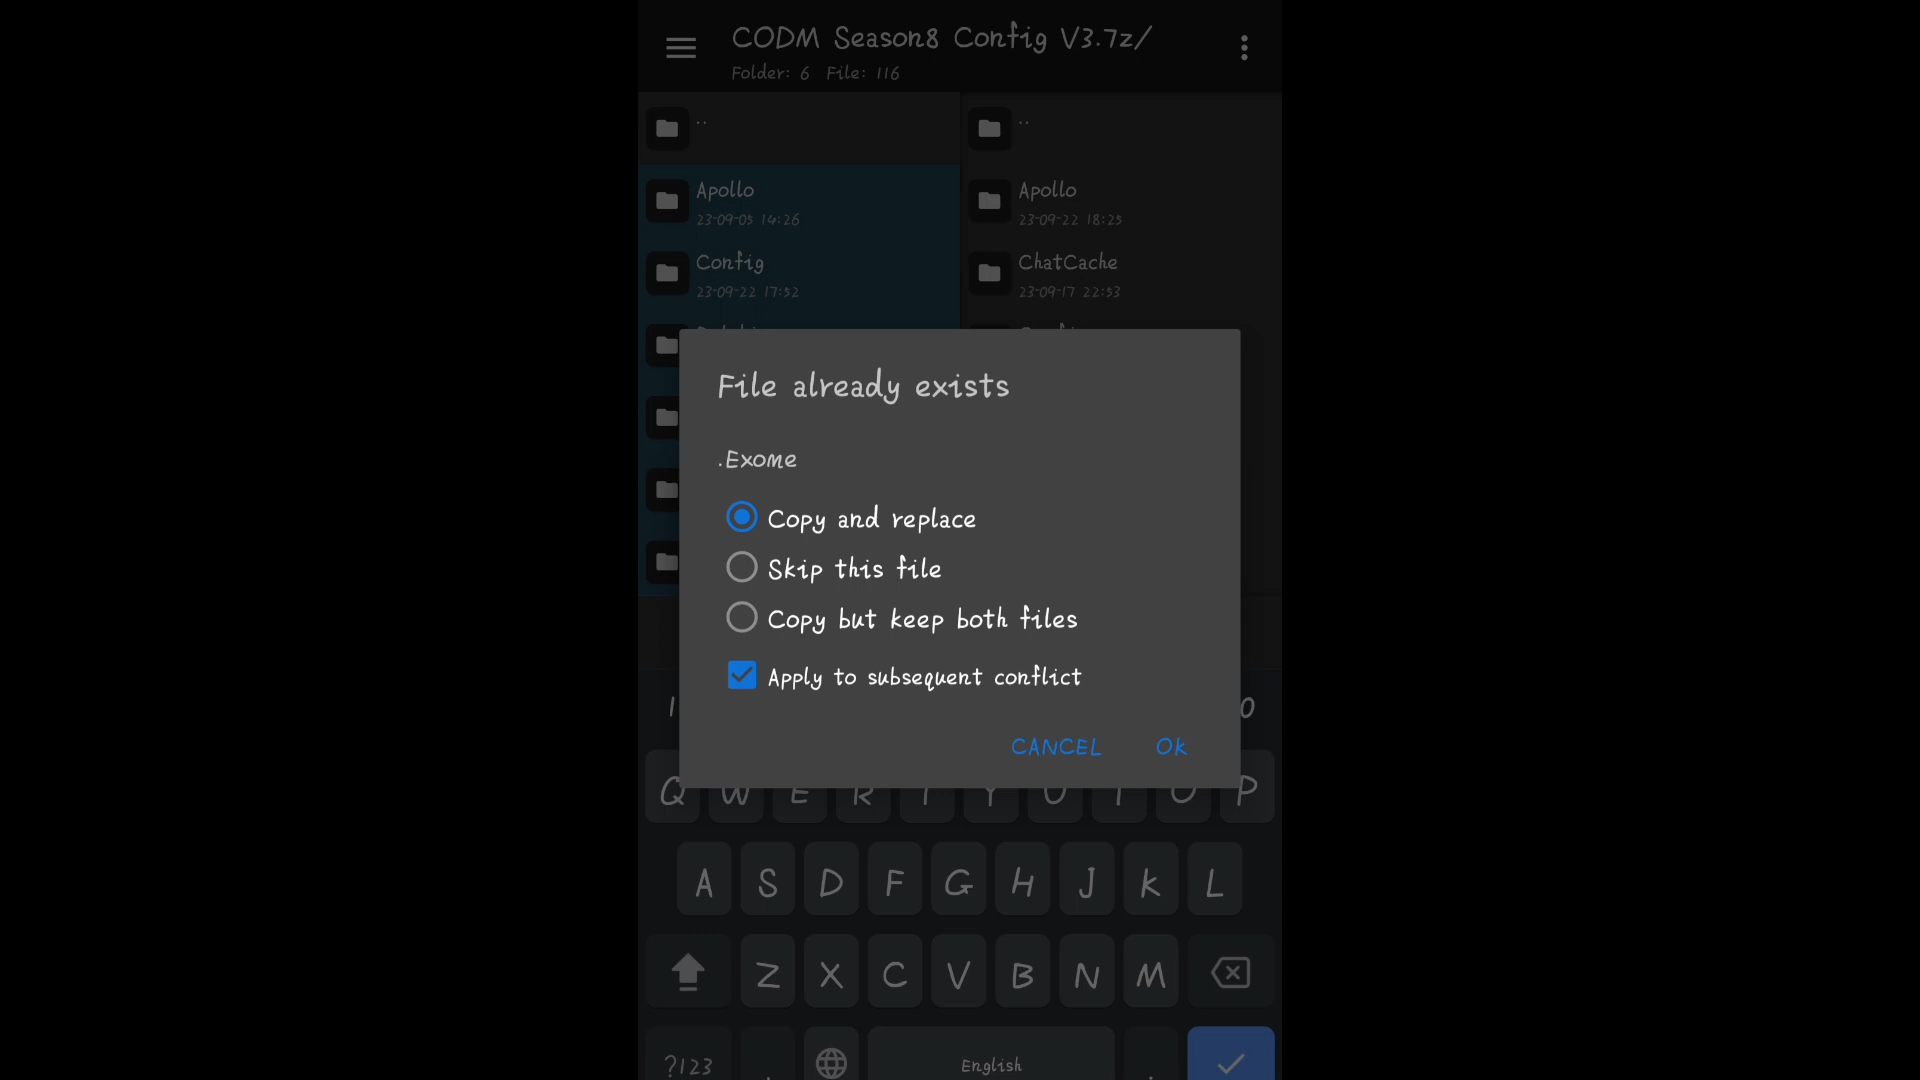 CODM Season8 Config V3.7z/
Folder: 6 File: 116
..
..
Apollo
23-09-05 14:26
Apollo
23-09-22 18:25
Config
23-09-22 17:52
ChatCache
23-09-17 22:53
File already exists
.Exome
Copy and replace
Skip this file
Copy but keep both files
Apply to subsequent conflict
CANCEL OK
1 0
Q W E R T Y U I O P
A S D F G H J K L
Z X C V B N M
?123 , English .